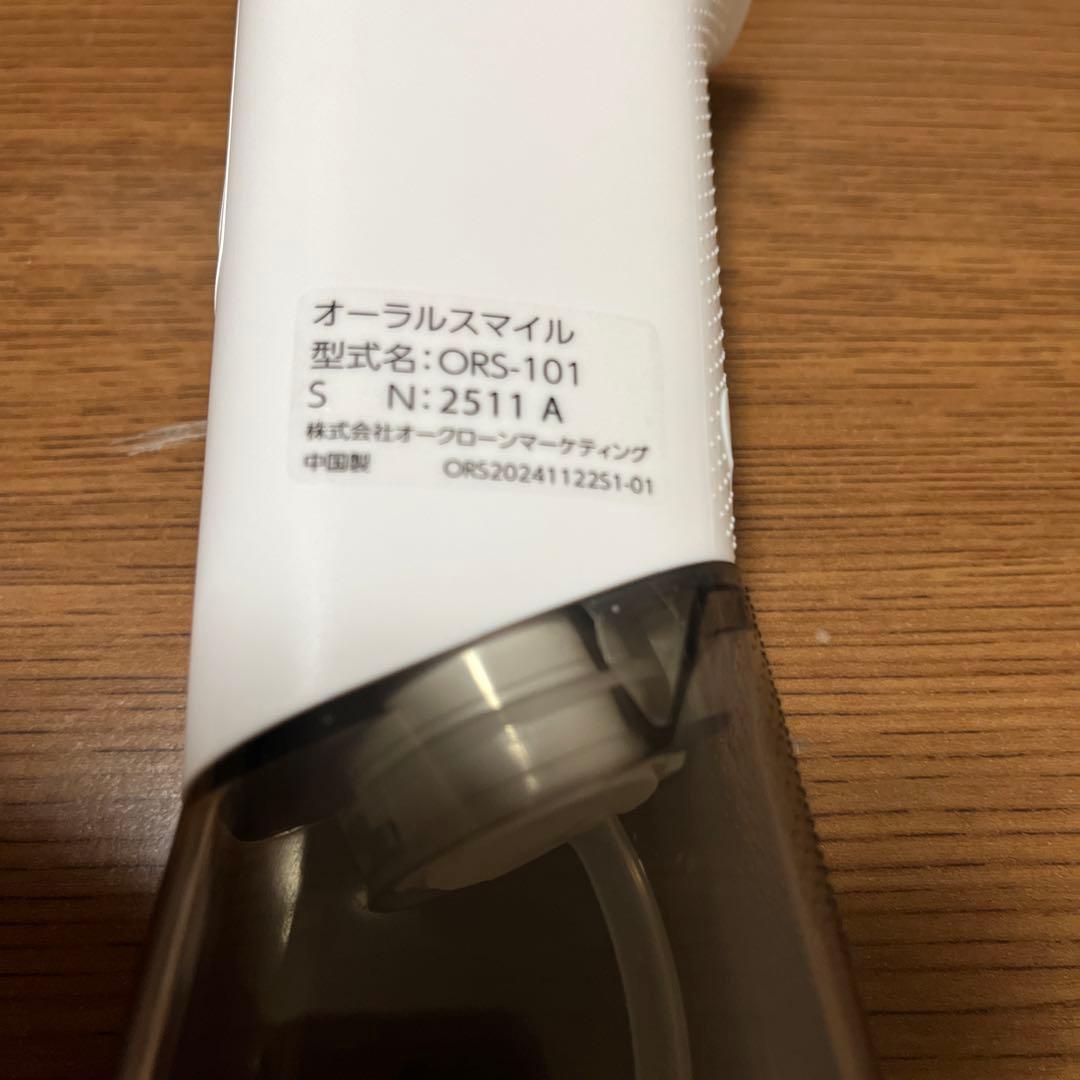 オーラルスマイル
型式名：ORS-101
S N：2511 A
株式会社オークローンマーケティング
中国製 ORS20241122S1-01